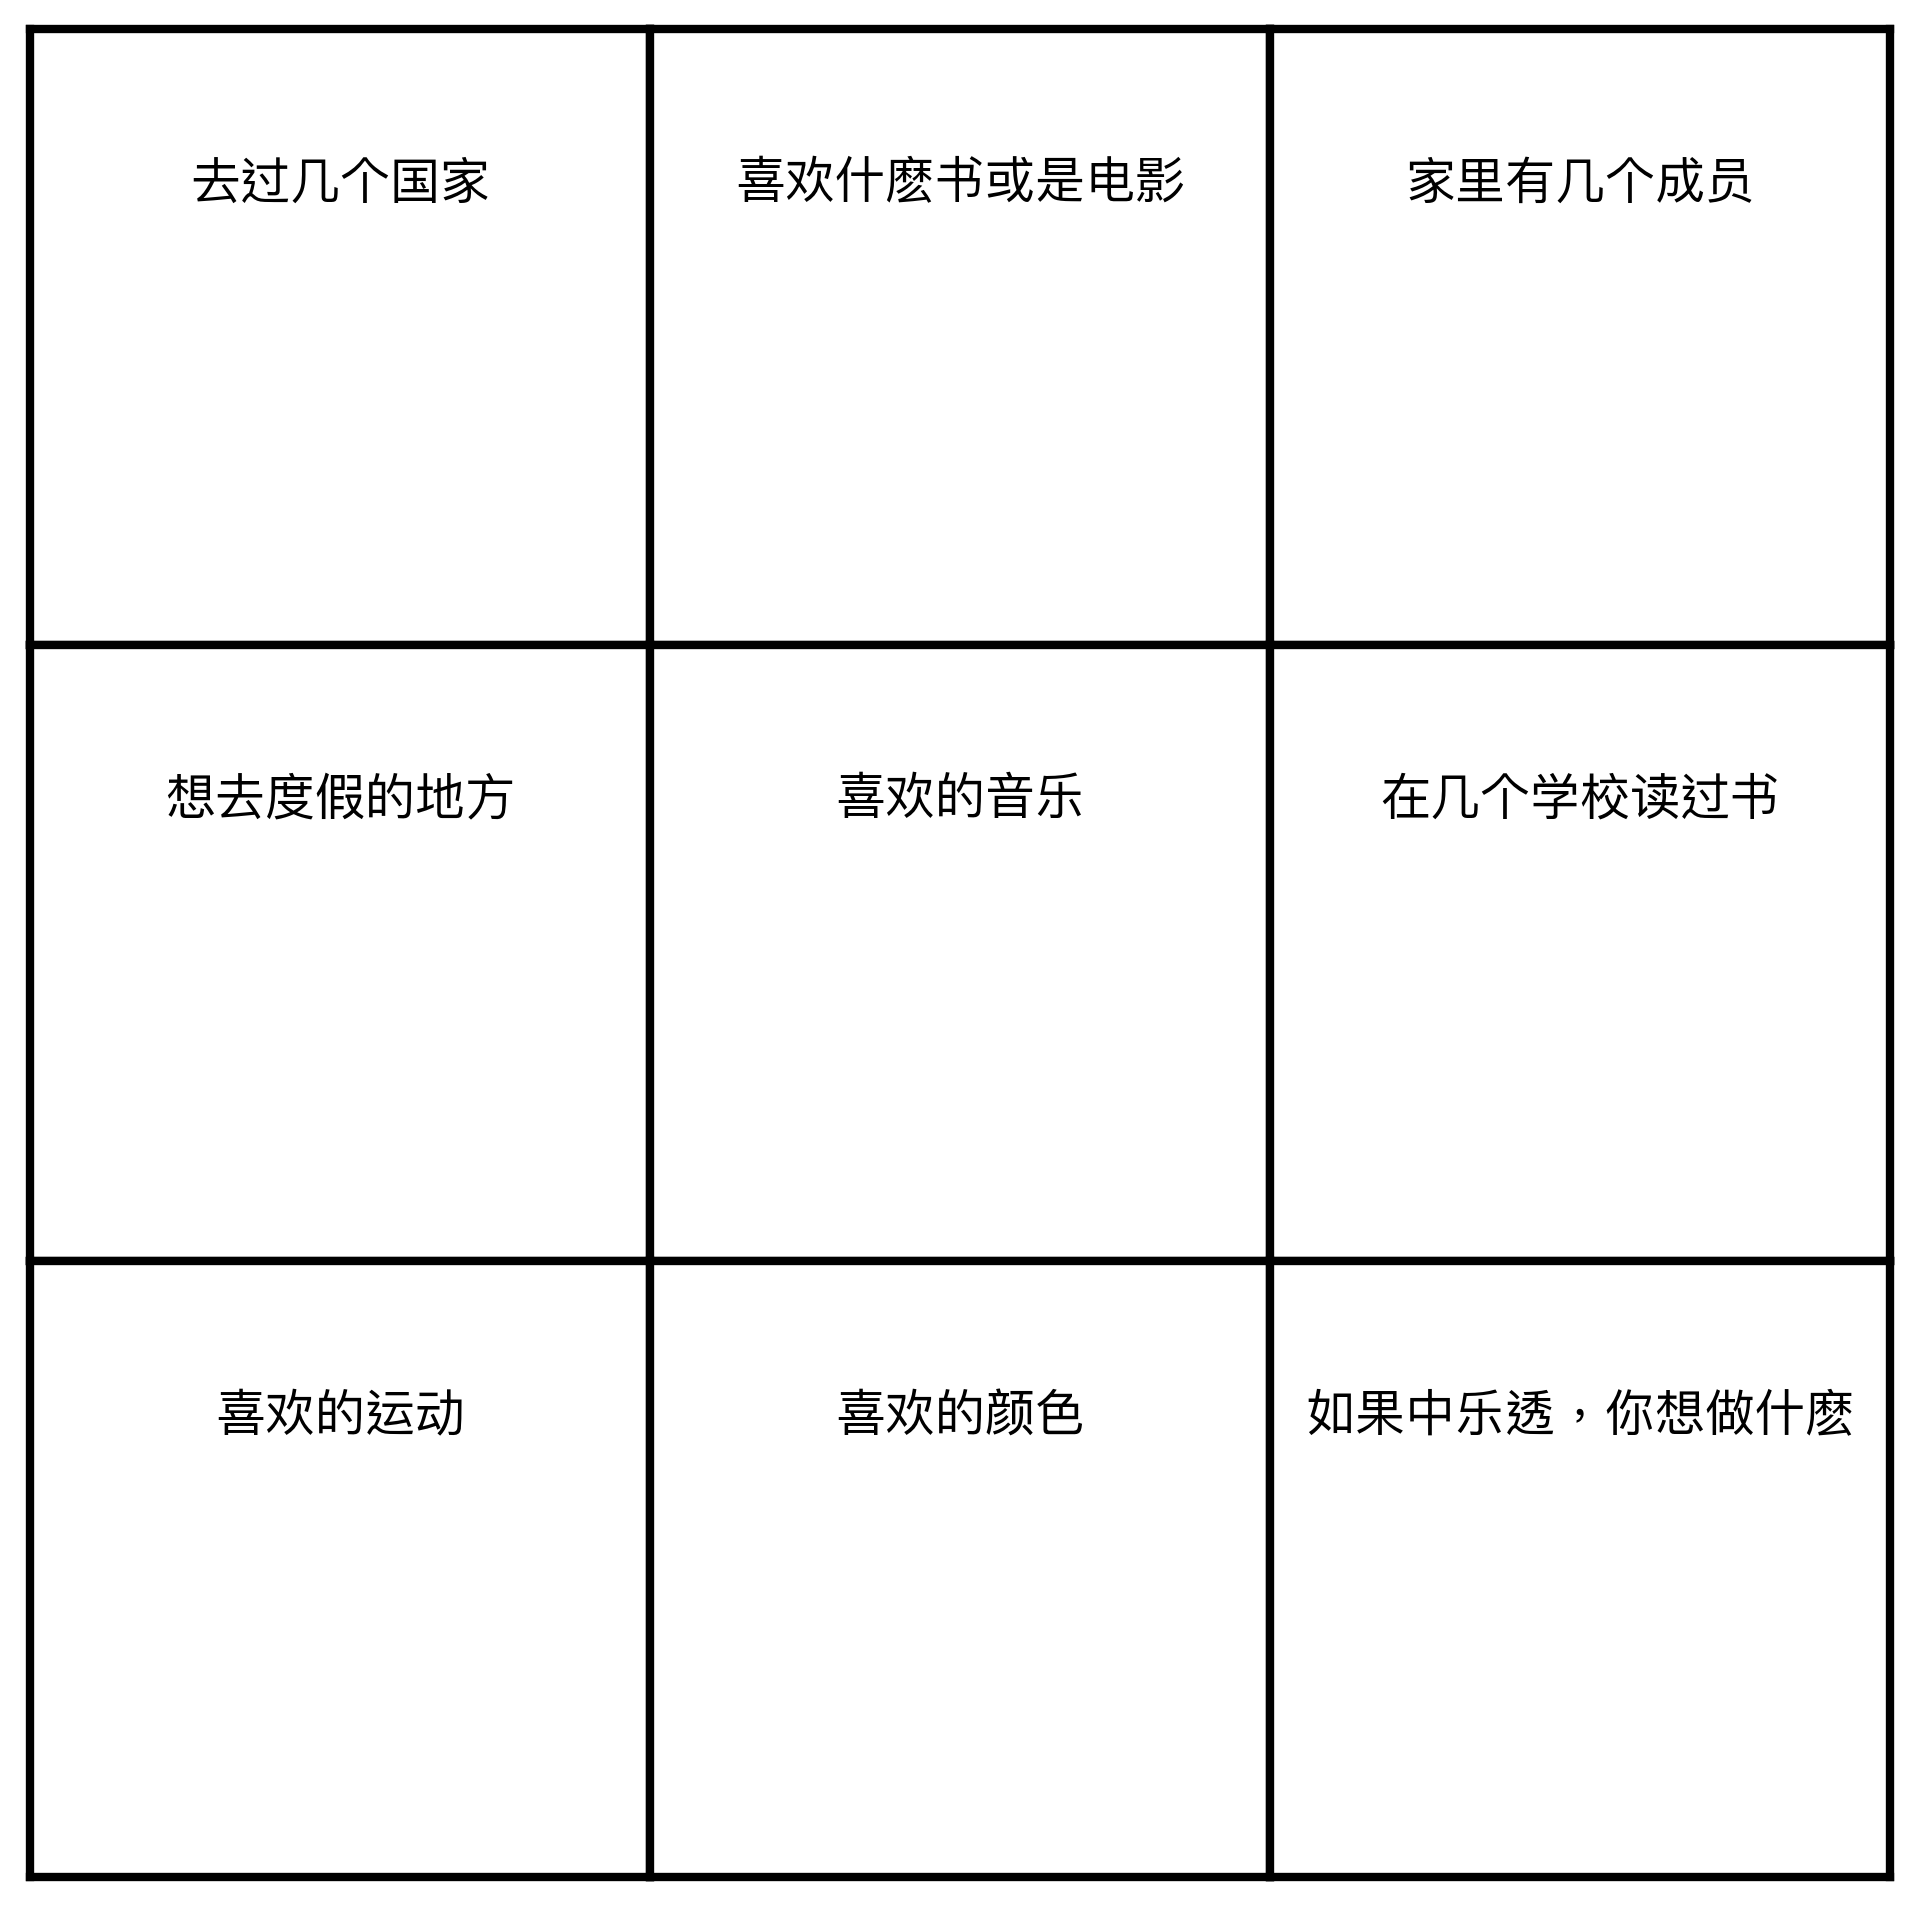 去过几个国家
喜欢什麽书或是电影
家里有几个成员
想去度假的地方
喜欢的音乐
在几个学校读过书
喜欢的运动
喜欢的颜色
如果中乐透，你想做什麽